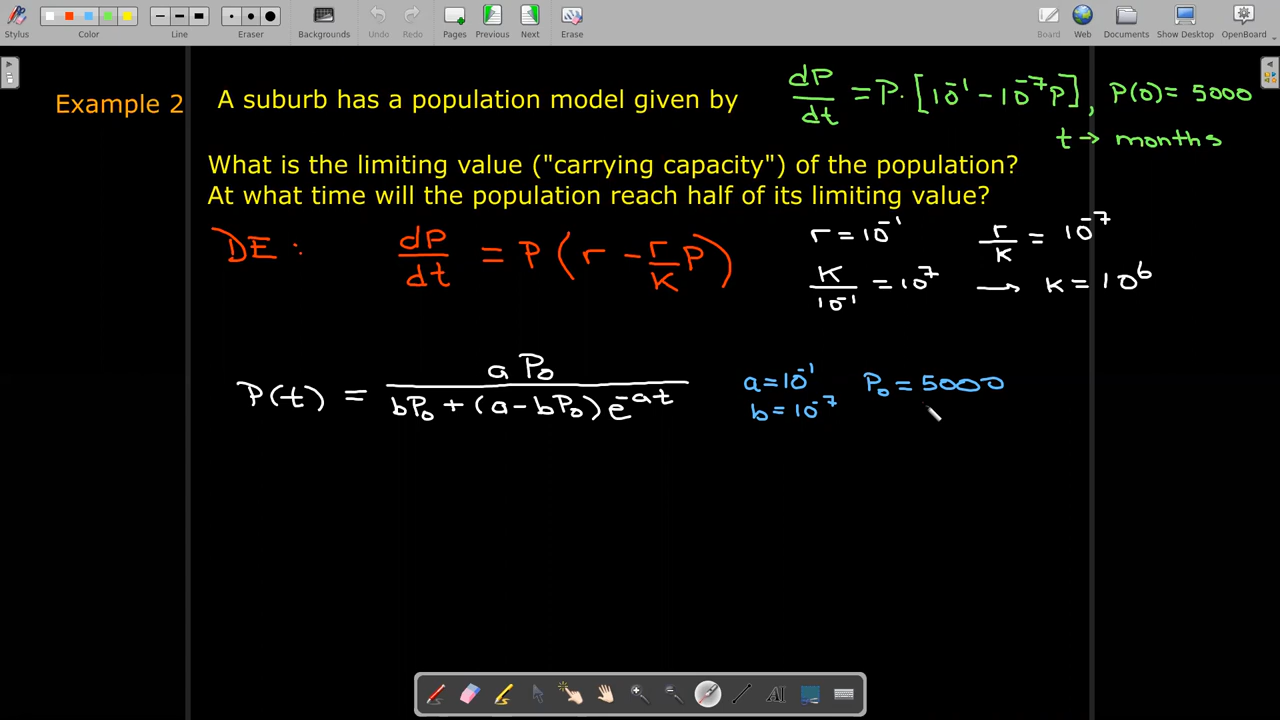 Stylus Color Line Eraser Backgrounds Undo Redo Pages Previous Next Erase Board Web Documents Show Desktop OpenBoard
Example 2 A suburb has a population model given by dP/dt = P · [10⁻¹ − 10⁻⁷P], P(0) = 5000
t → months
What is the limiting value ("carrying capacity") of the population?
At what time will the population reach half of its limiting value?
DE: dP/dt = P(r − r/K P) r = 10⁻¹ r/K = 10⁻⁷
K/10⁻¹ = 10⁷ → K = 10⁶
P(t) = aP₀ / bP₀ + (a − bP₀)e⁻ᵃᵗ a = 10⁻¹ P₀ = 5000
b = 10⁻⁷
AI